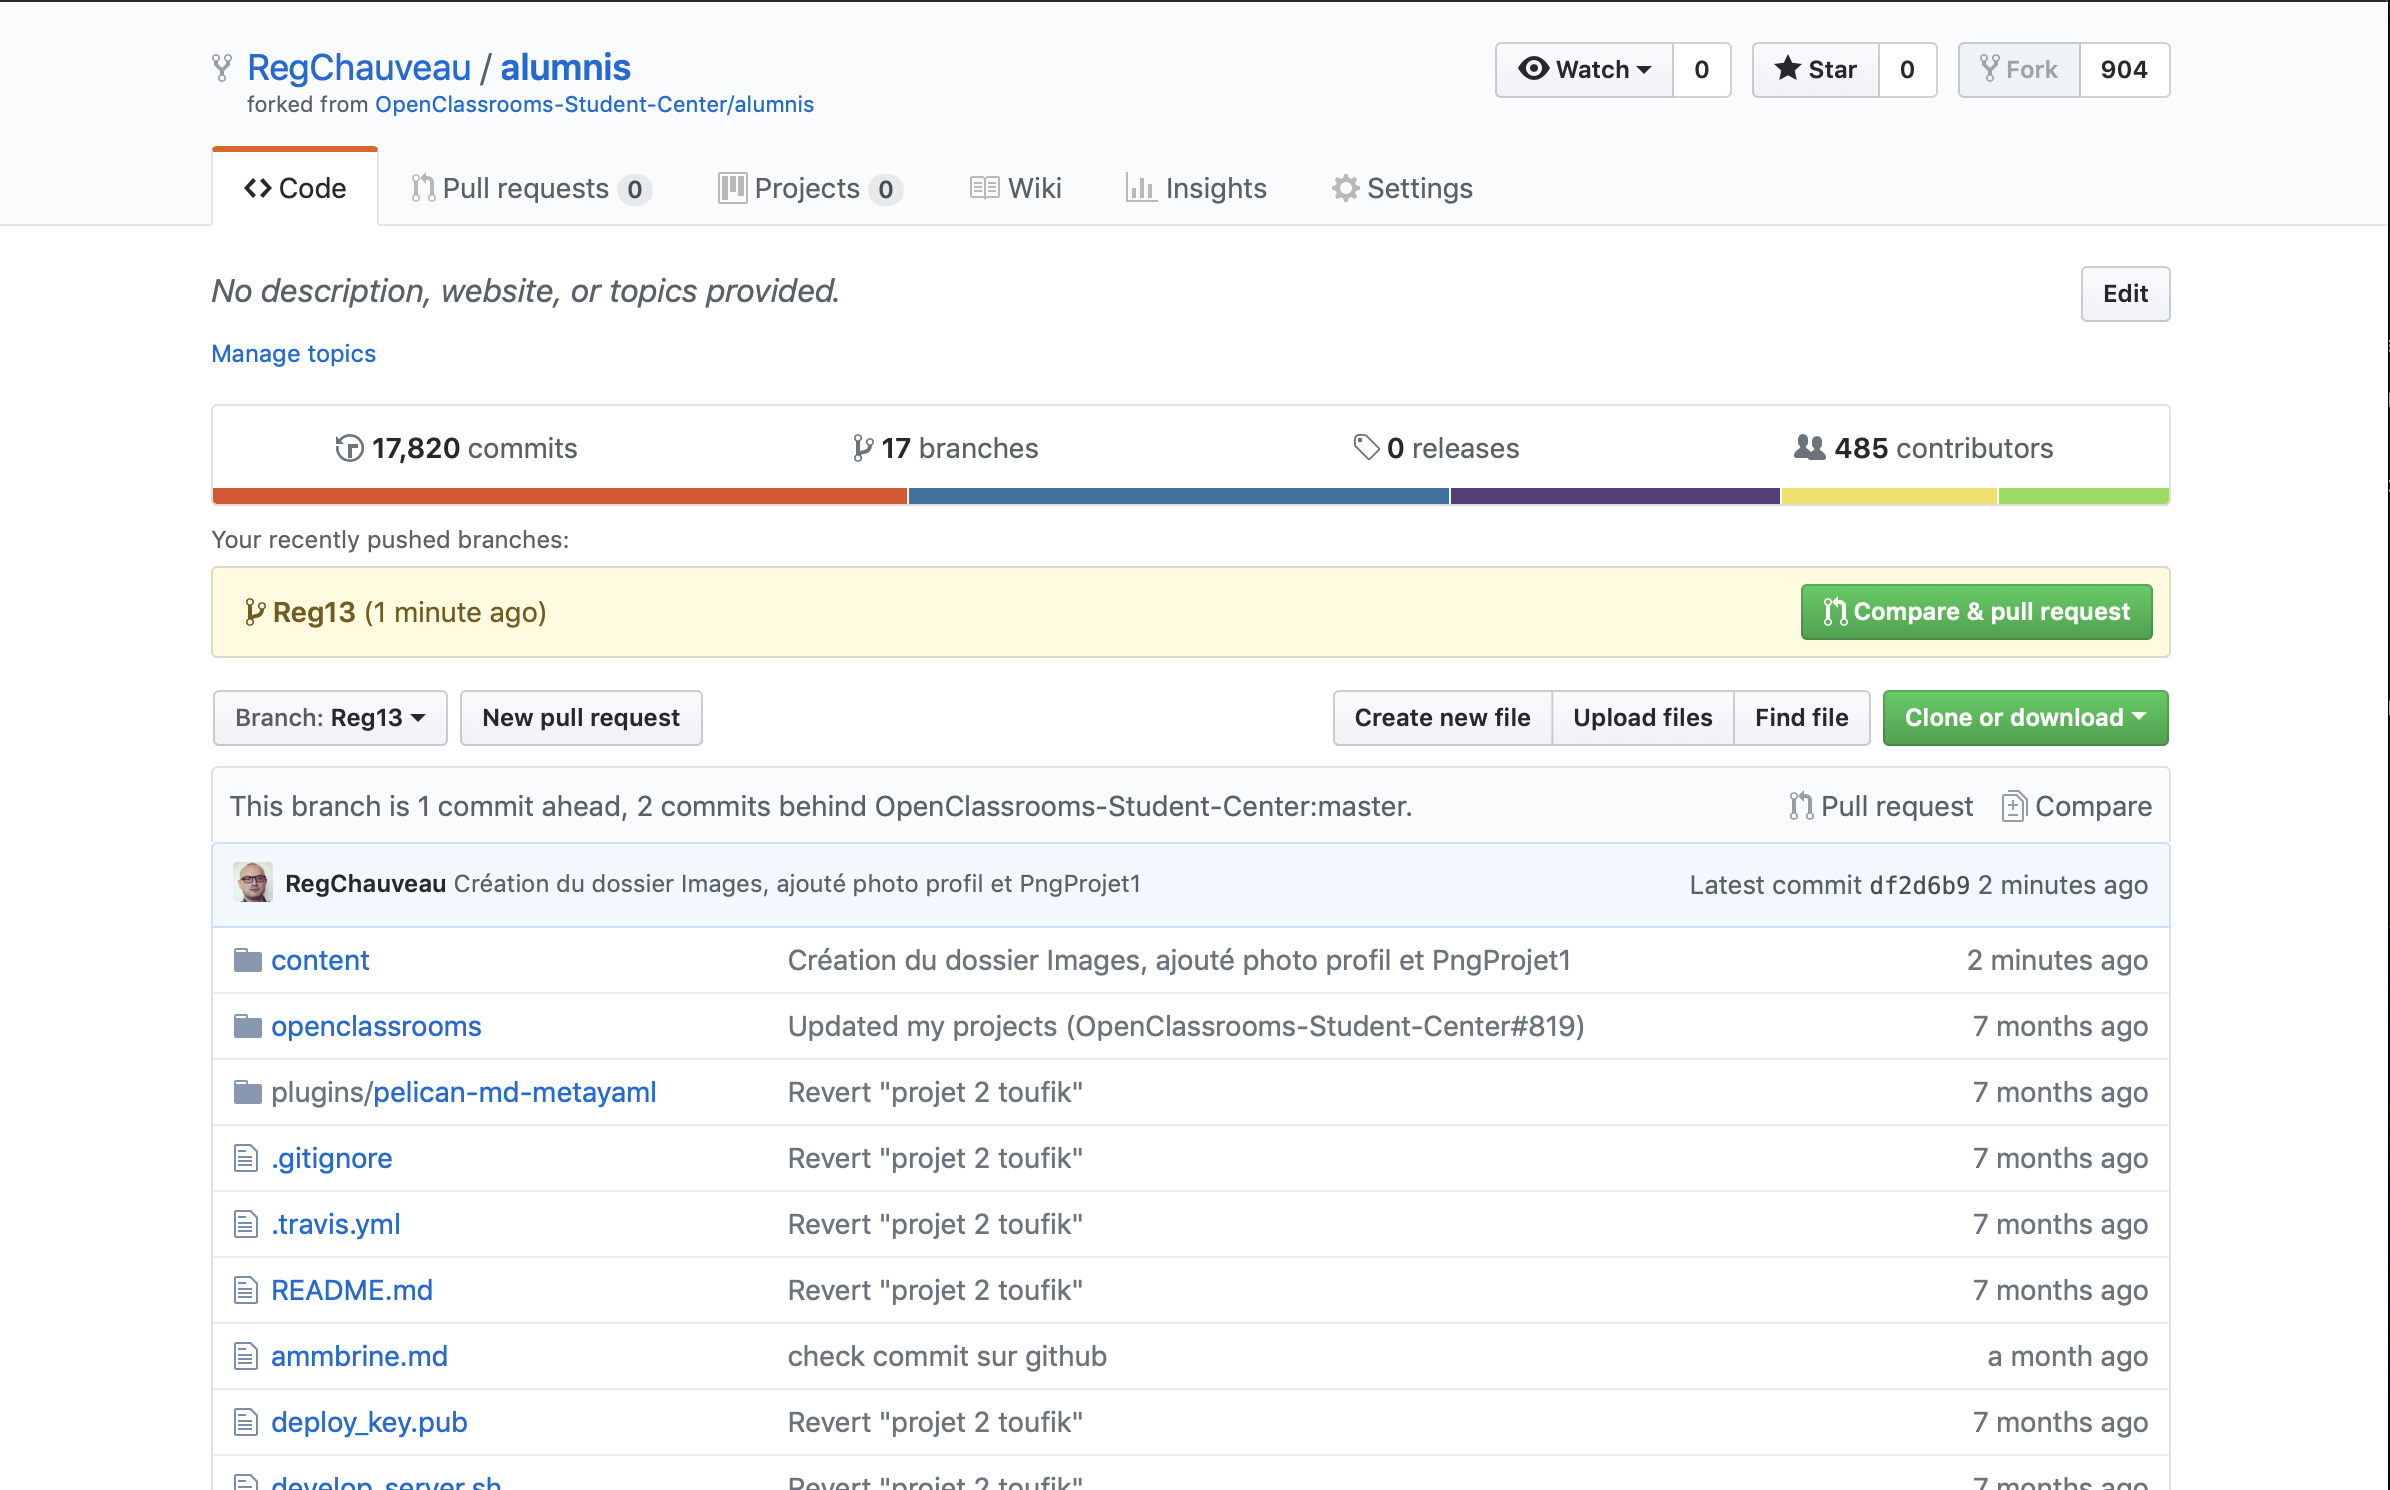 RegChauveau / alumnis
forked from OpenClassrooms-Student-Center/alumnis
Watch 0 Star 0 Fork 904
Code Pull requests 0 Projects 0 Wiki Insights Settings
No description, website, or topics provided.
Edit
Manage topics
17,820 commits 17 branches 0 releases 485 contributors
Your recently pushed branches:
Reg13 (1 minute ago) Compare & pull request
Branch: Reg13 New pull request Create new file Upload files Find file Clone or download
This branch is 1 commit ahead, 2 commits behind OpenClassrooms-Student-Center:master. Pull request Compare
RegChauveau Création du dossier Images, ajouté photo profil et PngProjet1 Latest commit df2d6b9 2 minutes ago
content Création du dossier Images, ajouté photo profil et PngProjet1 2 minutes ago
openclassrooms Updated my projects (OpenClassrooms-Student-Center#819) 7 months ago
plugins/pelican-md-metayaml Revert "projet 2 toufik" 7 months ago
.gitignore Revert "projet 2 toufik" 7 months ago
.travis.yml Revert "projet 2 toufik" 7 months ago
README.md Revert "projet 2 toufik" 7 months ago
ammbrine.md check commit sur github a month ago
deploy_key.pub Revert "projet 2 toufik" 7 months ago
develop_server.sh Revert "projet 2 toufik" 7 months ago